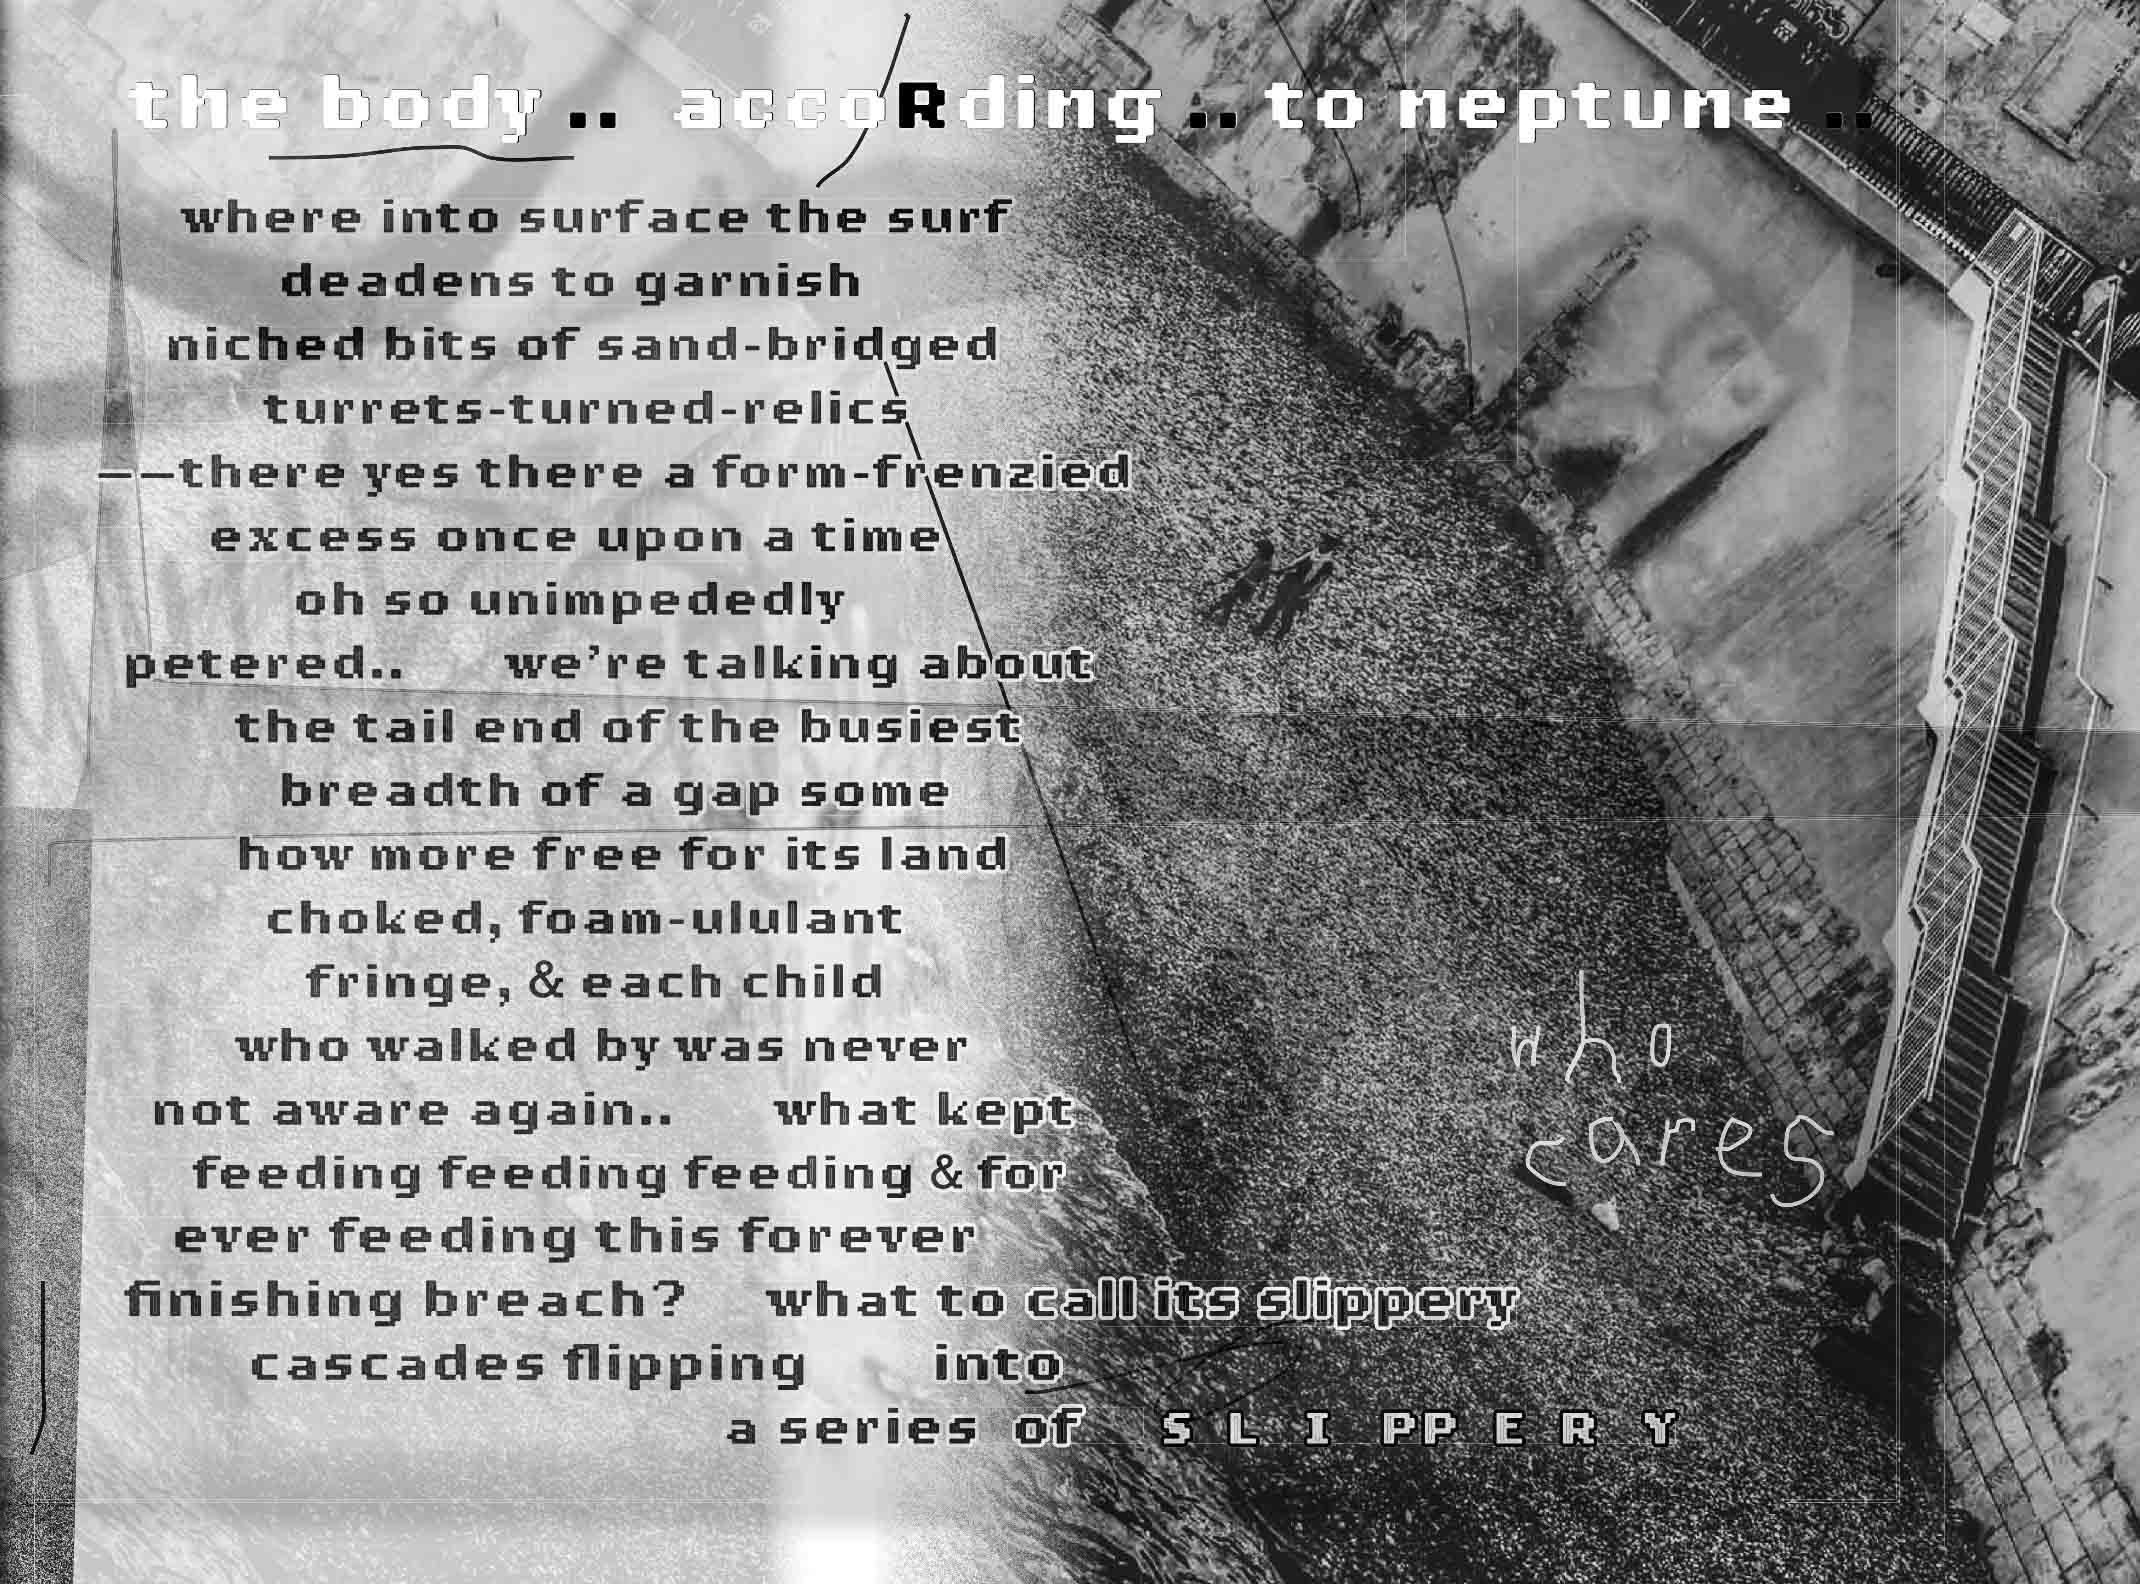 the body .. accoRding .. to neptune ..
where into surface the surf
deadens to garnish
niched bits of sand-bridged
turrets-turned-relics
——there yes there a form-frenzied
excess once upon a time
oh so unimpededly
petered.. we’re talking about
the tail end of the busiest
breadth of a gap some
how more free for its land
choked, foam-ululant
fringe, & each child
who walked by was never
not aware again.. what kept
feeding feeding feeding & for
ever feeding this forever
finishing breach? what to call its slippery
cascades flipping into
a series of S L I P P E R Y
who
cares